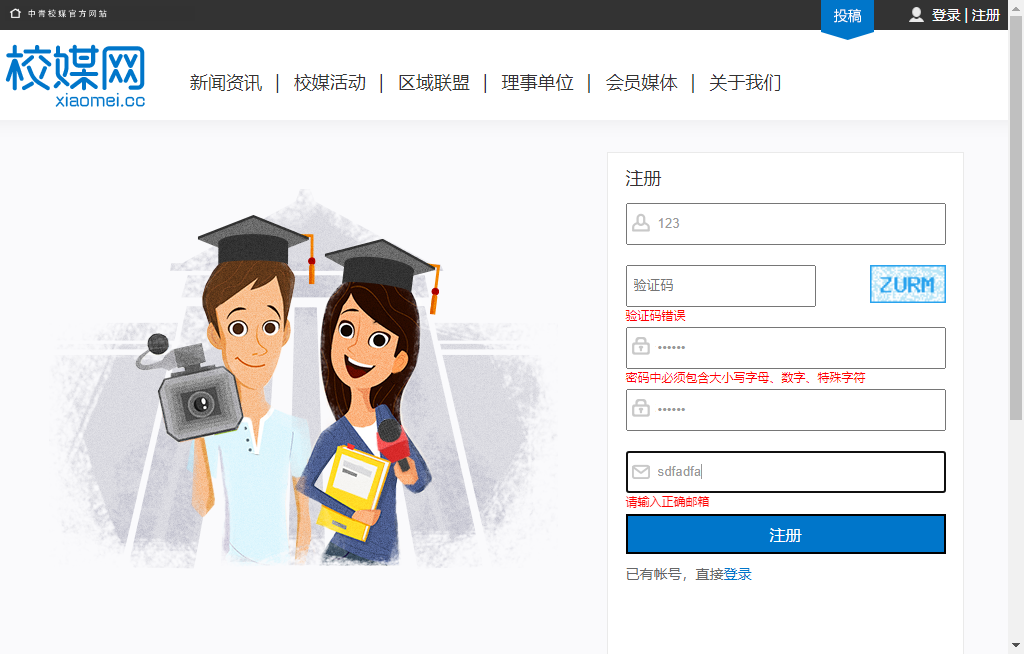 中青校媒官方网站
投稿
登录 | 注册
校媒网
xiaomei.cc
新闻资讯 | 校媒活动 | 区域联盟 | 理事单位 | 会员媒体 | 关于我们
注册
123
验证码
ZURM
验证码错误
······
密码中必须包含大小写字母、数字、特殊字符
······
sdfadfa
请输入正确邮箱
注册
已有帐号，直接登录